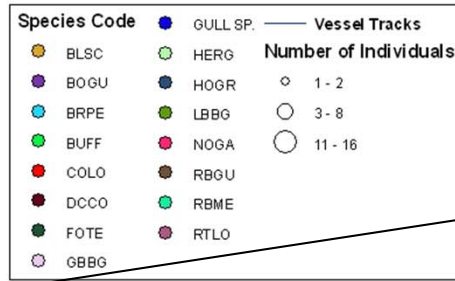 Species Code
BLSC
BOGU
BRPE
BUFF
COLO
DCCO
FOTE
GBBG
GULL SP.
HERG
HOGR
LBBG
NOGA
RBGU
RBME
RTLO
Vessel Tracks
Number of Individuals
1 - 2
3 - 8
11 - 16